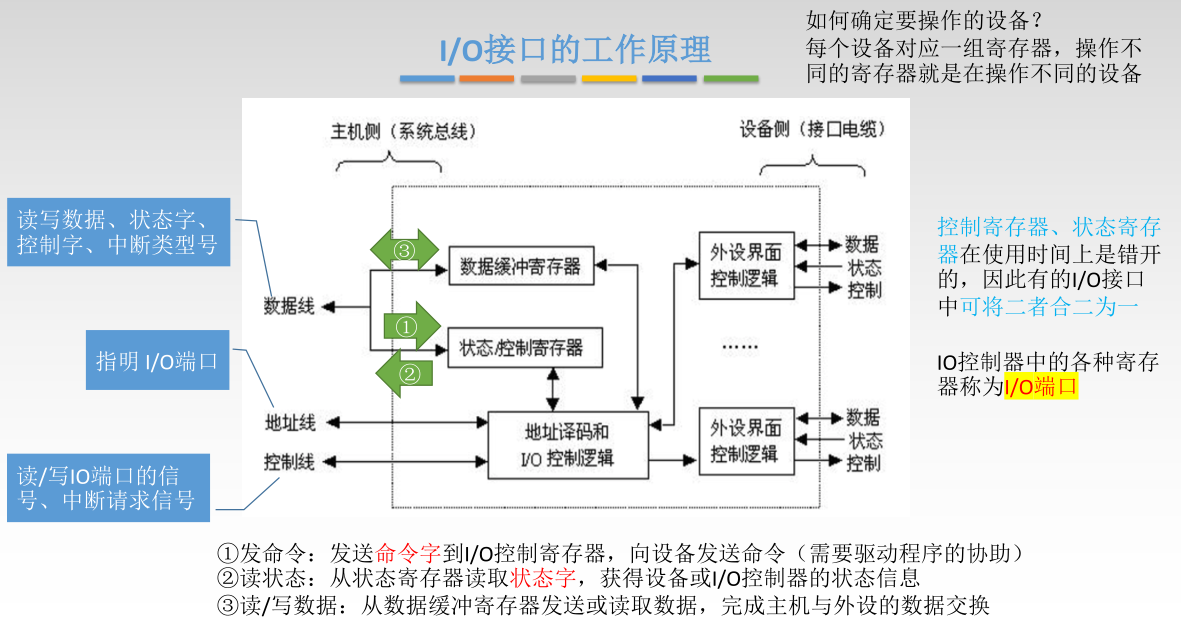 I/O接口的工作原理
如何确定要操作的设备？
每个设备对应一组寄存器，操作不
同的寄存器就是在操作不同的设备
主机侧（系统总线）
设备侧（接口电缆）
读写数据、状态字、
控制字、中断类型号
③
数据缓冲寄存器
外设界面
控制逻辑
数据
状态
控制
数据线
①
状态/控制寄存器
②
……
指明 I/O端口
地址线
控制线
地址译码和
I/O 控制逻辑
外设界面
控制逻辑
数据
状态
控制
读/写IO端口的信
号、中断请求信号
控制寄存器、状态寄存
器在使用时间上是错开
的，因此有的I/O接口
中可将二者合二为一
IO控制器中的各种寄存
器称为I/O端口
①发命令：发送命令字到I/O控制寄存器，向设备发送命令（需要驱动程序的协助）
②读状态：从状态寄存器读取状态字，获得设备或I/O控制器的状态信息
③读/写数据：从数据缓冲寄存器发送或读取数据，完成主机与外设的数据交换